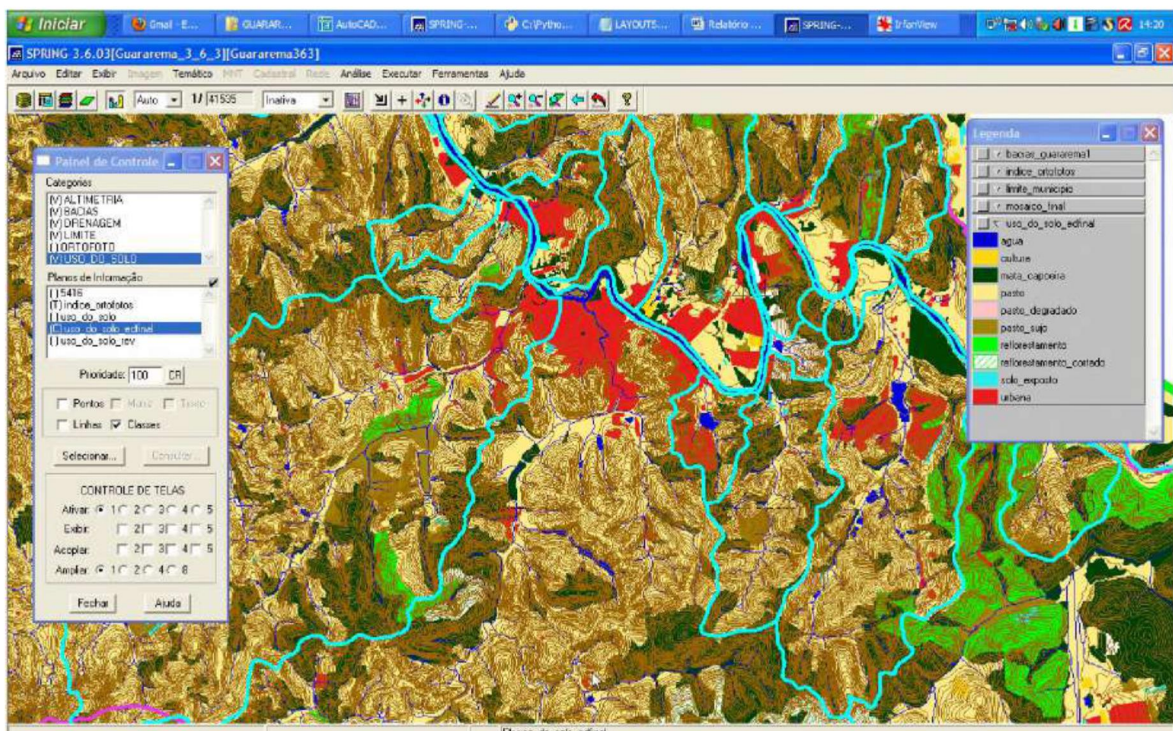 Iniciar Gmail - E... GUARAR... AutoCAD... SPRING-... C:\Pytho... LAYOUTS... Relatório ... SPRING-... IrfanView 14:20
SPRING-3.6.03[Guararema_3_6_3][Guararema363]
Arquivo Editar Exibir Imagem Temático MNT Cadastral Rede Análise Executar Ferramentas Ajuda
Auto 1/ 41535 Inativa
Painel de Controle
Categorias
(V) ALTIMETRIA
(V) BACIAS
(V) DRENAGEM
(V) LIMITE
( ) ORTOFOTO
(V) USO_DO_SOLO
Planos de Informação
( ) 5416
(T) indice_ortofotos
( ) uso_do_solo
(C) uso_do_solo_edfinal
( ) uso_do_solo_rev
Prioridade: 100 CR
Pontos Matriz Texto
Linhas Classes
Selecionar... Consultar...
CONTROLE DE TELAS
Ativar: 1 2 3 4 5
Exibir: 2 3 4 5
Acoplar: 2 3 4 5
Ampliar: 1 2 4 8
Fechar Ajuda
Legenda
bacias_guararema1
indice_ortofotos
limite_municipio
mosaico_final
uso_do_solo_edfinal
agua
cultura
mata_capoeira
pasto
pasto_degradado
pasto_sujo
reflorestamento
reflorestamento_cortado
solo_exposto
urbana